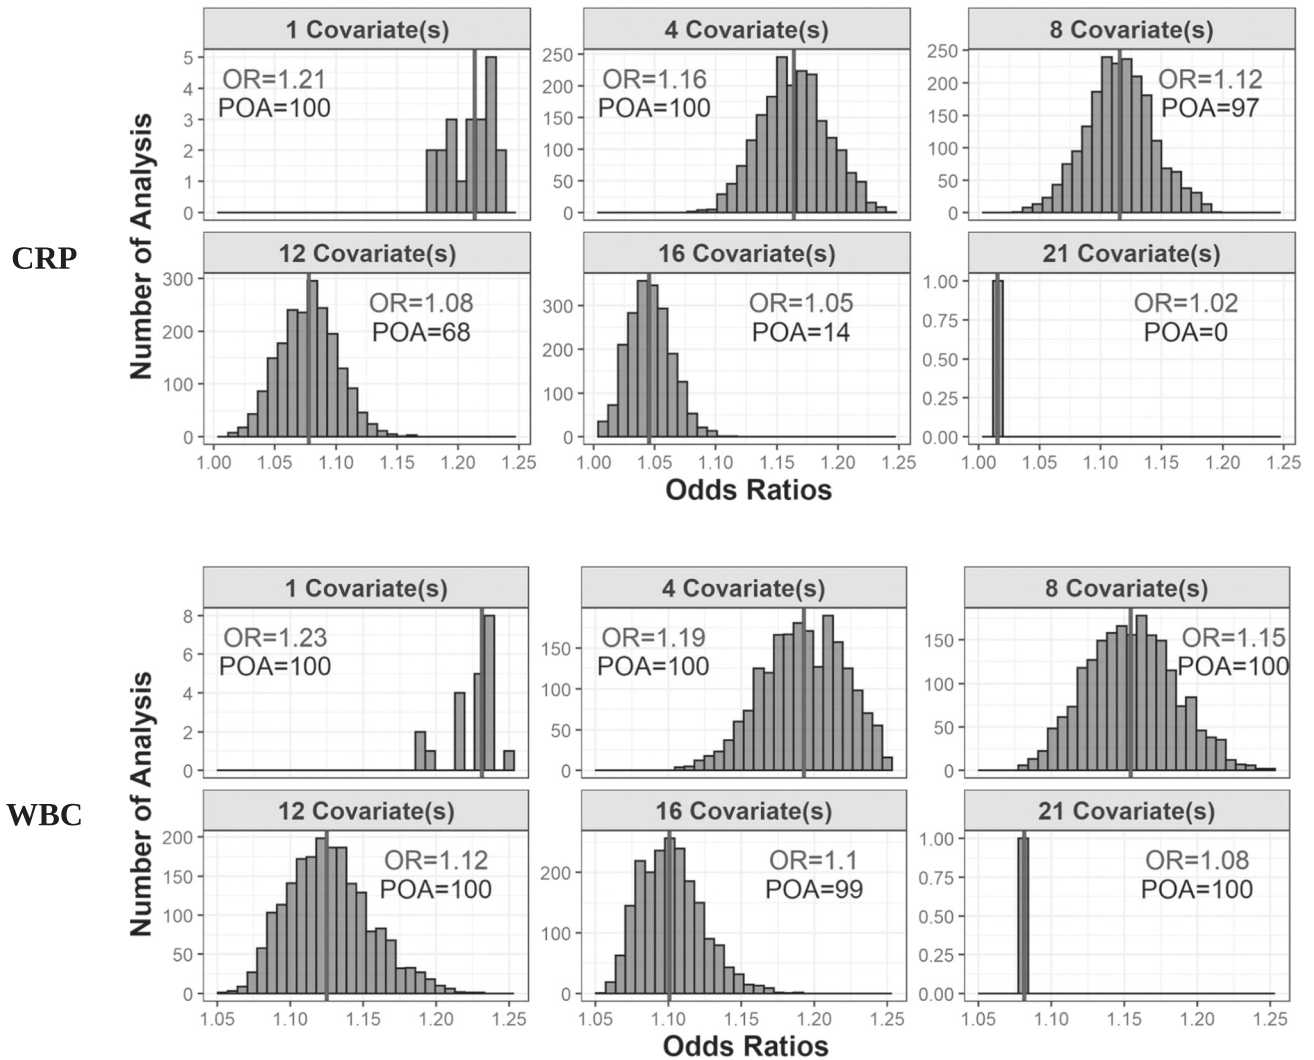 CRP
Number of Analysis
1 Covariate(s)
OR=1.21
POA=100
5
4
3
2
1
0
4 Covariate(s)
OR=1.16
POA=100
250
200
150
100
50
0
8 Covariate(s)
OR=1.12
POA=97
250
200
150
100
50
0
12 Covariate(s)
OR=1.08
POA=68
300
200
100
0
1.00 1.05 1.10 1.15 1.20 1.25
16 Covariate(s)
OR=1.05
POA=14
300
200
100
0
1.00 1.05 1.10 1.15 1.20 1.25
21 Covariate(s)
OR=1.02
POA=0
1.00
0.75
0.50
0.25
0.00
1.00 1.05 1.10 1.15 1.20 1.25
Odds Ratios
WBC
Number of Analysis
1 Covariate(s)
OR=1.23
POA=100
8
6
4
2
0
4 Covariate(s)
OR=1.19
POA=100
150
100
50
0
8 Covariate(s)
OR=1.15
POA=100
150
100
50
0
12 Covariate(s)
OR=1.12
POA=100
200
150
100
50
0
1.05 1.10 1.15 1.20 1.25
16 Covariate(s)
OR=1.1
POA=99
200
100
0
1.05 1.10 1.15 1.20 1.25
21 Covariate(s)
OR=1.08
POA=100
1.00
0.75
0.50
0.25
0.00
1.05 1.10 1.15 1.20 1.25
Odds Ratios